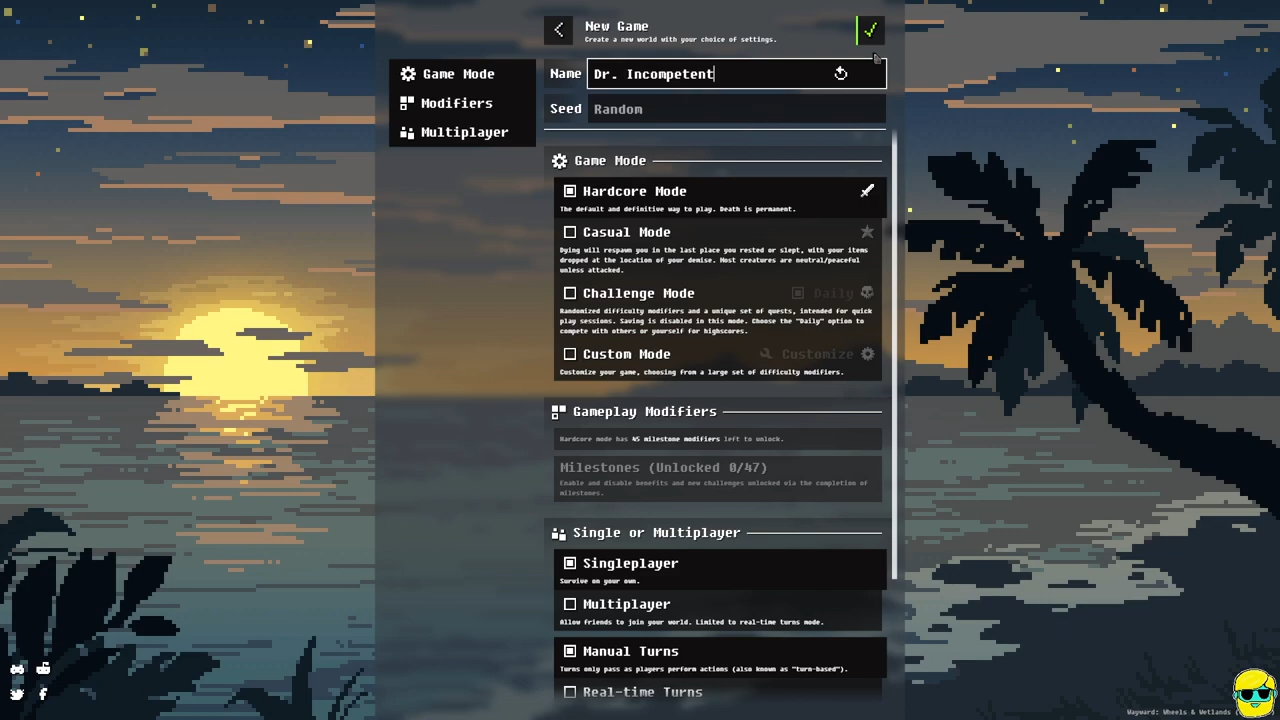 New Game
Create a new world with your choice of settings.
Game Mode
Modifiers
Multiplayer
Name
Dr. Incompetent
Seed
Random
Game Mode
Hardcore Mode
The default and definitive way to play. Death is permanent.
Casual Mode
Dying will respawn you in the last place you rested or slept, with your items
dropped at the location of your demise. Most creatures are neutral/peaceful
unless attacked.
Challenge Mode
Daily
Randomized difficulty modifiers and a unique set of quests, intended for quick
play sessions. Saving is disabled in this mode. Choose the "Daily" option to
compete with others or yourself for highscores.
Custom Mode
Customize
Customize your game, choosing from a large set of difficulty modifiers.
Gameplay Modifiers
Hardcore mode has 45 milestone modifiers left to unlock.
Milestones (Unlocked 0/47)
Enable and disable benefits and new challenges unlocked via the completion of
milestones.
Single or Multiplayer
Singleplayer
Survive on your own.
Multiplayer
Allow friends to join your world. Limited to real-time turns mode.
Manual Turns
Turns only pass as players perform actions (also known as "turn-based").
Real-time Turns
Wayward: Wheels & Wetlands